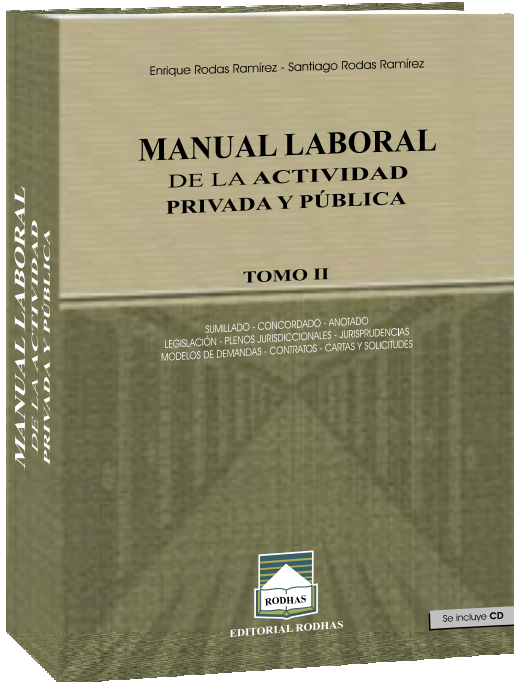 Enrique Rodas Ramírez - Santiago Rodas Ramírez
MANUAL LABORAL
DE LA ACTIVIDAD
PRIVADA Y PÚBLICA
TOMO II
SUMILLADO - CONCORDADO - ANOTADO
LEGISLACIÓN - PLENOS JURISDICCIONALES - JURISPRUDENCIAS
MODELOS DE DEMANDAS - CONTRATOS - CARTAS Y SOLICITUDES
RODHAS
EDITORIAL RODHAS
Se incluye CD
MANUAL LABORAL
DE LA ACTIVIDAD
PRIVADA Y PÚBLICA